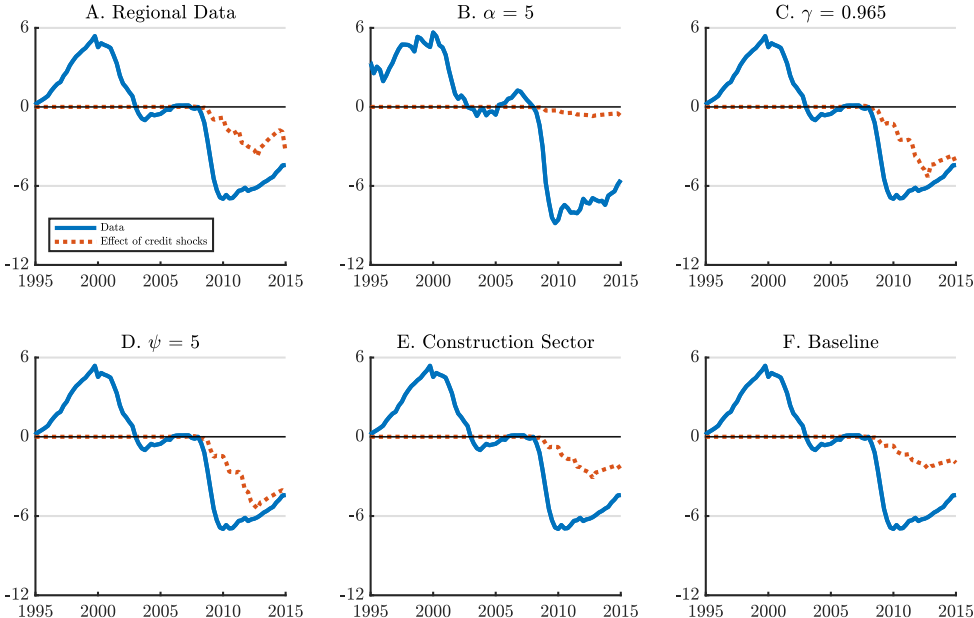 A. Regional Data
B. α = 5
C. γ = 0.965
6
0
-6
-12
Data
Effect of credit shocks
1995 2000 2005 2010 2015
6
0
-6
-12
1995 2000 2005 2010 2015
6
0
-6
-12
1995 2000 2005 2010 2015
D. ψ = 5
E. Construction Sector
F. Baseline
6
0
-6
-12
1995 2000 2005 2010 2015
6
0
-6
-12
1995 2000 2005 2010 2015
6
0
-6
-12
1995 2000 2005 2010 2015